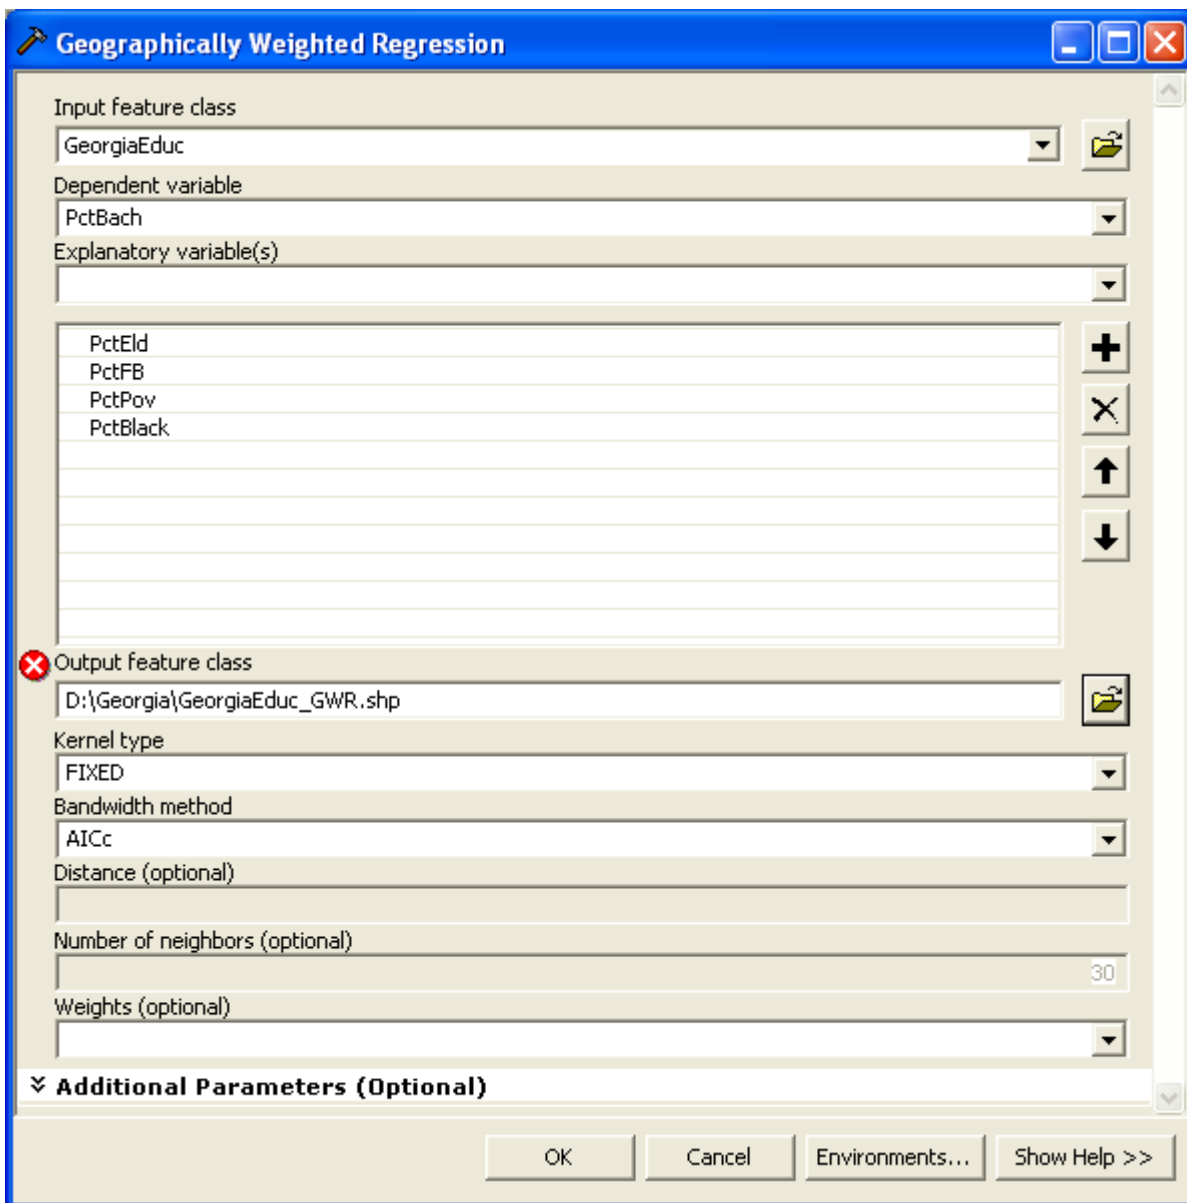 Geographically Weighted Regression
Input feature class
GeorgiaEduc
Dependent variable
PctBach
Explanatory variable(s)
PctEld
PctFB
PctPov
PctBlack
Output feature class
D:\Georgia\GeorgiaEduc_GWR.shp
Kernel type
FIXED
Bandwidth method
AICc
Distance (optional)
Number of neighbors (optional)
30
Weights (optional)
Additional Parameters (Optional)
OK Cancel Environments... Show Help >>